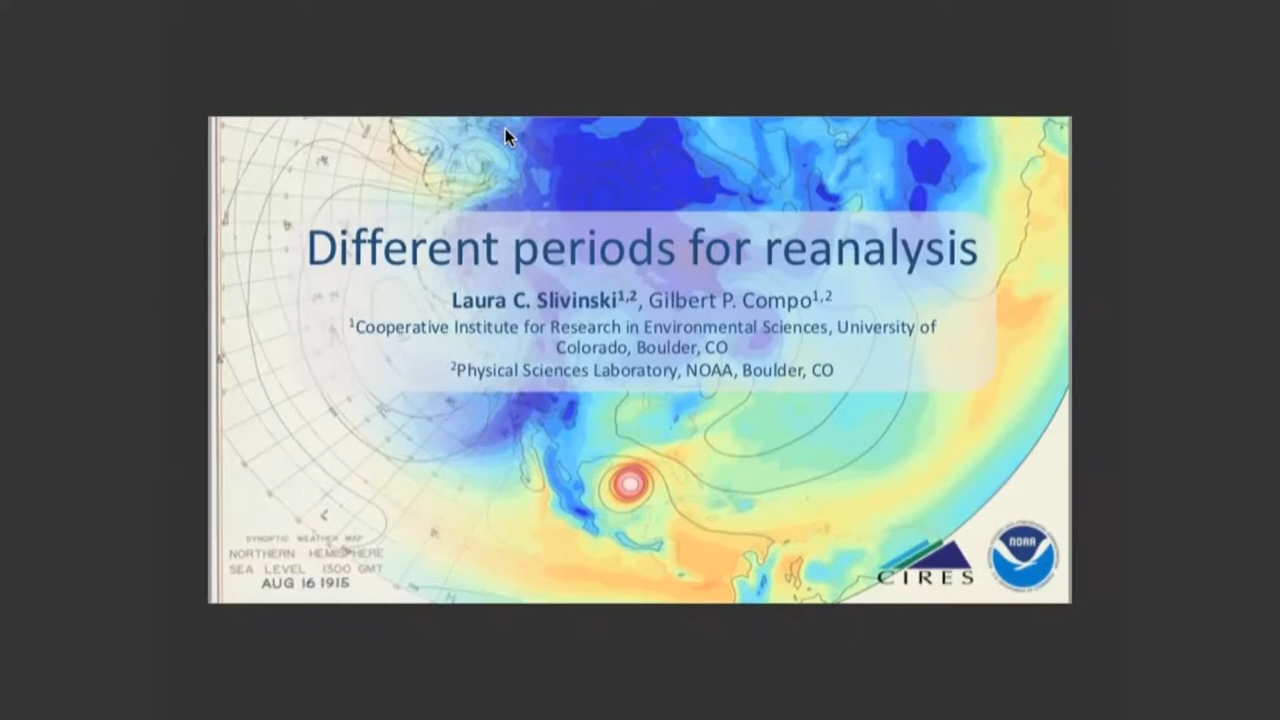 Different periods for reanalysis
Laura C. Slivinski¹,², Gilbert P. Compo¹,²
¹Cooperative Institute for Research in Environmental Sciences, University of
Colorado, Boulder, CO
²Physical Sciences Laboratory, NOAA, Boulder, CO
SYNOPTIC WEATHER MAP
NORTHERN HEMISPHERE
SEA LEVEL 1300 GMT
AUG 16 1915
CIRES
NOAA